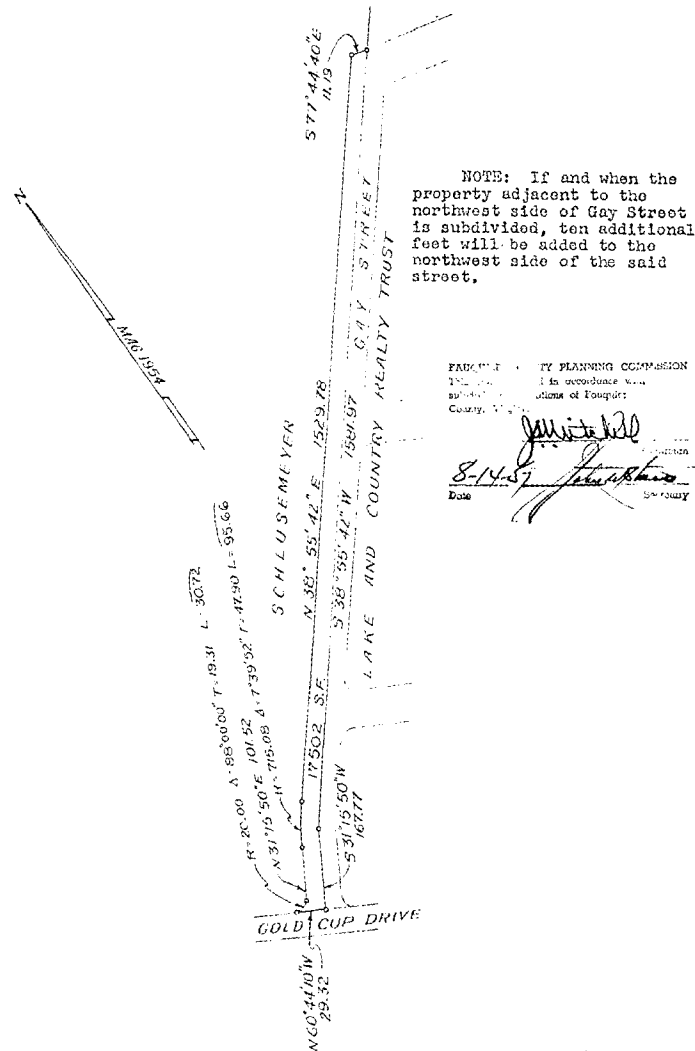 S 77° 44' 40" E
11.19
NOTE: If and when the
property adjacent to the
northwest side of Gay Street
is subdivided, ten additional
feet will be added to the
northwest side of the said
street.
N
MAG 1954
GAY STREET
LAKE AND COUNTRY REALTY TRUST
SCHLUSEMEYER
N 38° 55' 42" E 1529.78
S 38° 55' 42" W 1581.97
PLANNING COMMISSION
in accordance
of
County,
8-14-57
Date
Secretary
R=20.00 Δ=88°00'00" T=19.31 L=30.72
N 31°15'50"E 101.52
R=715.08 Δ=7°39'52" T=47.90 L=95.66
17502 S.F.
S 31°15'50"W
167.77
GOLD CUP DRIVE
N 60°44'10"W
29.32